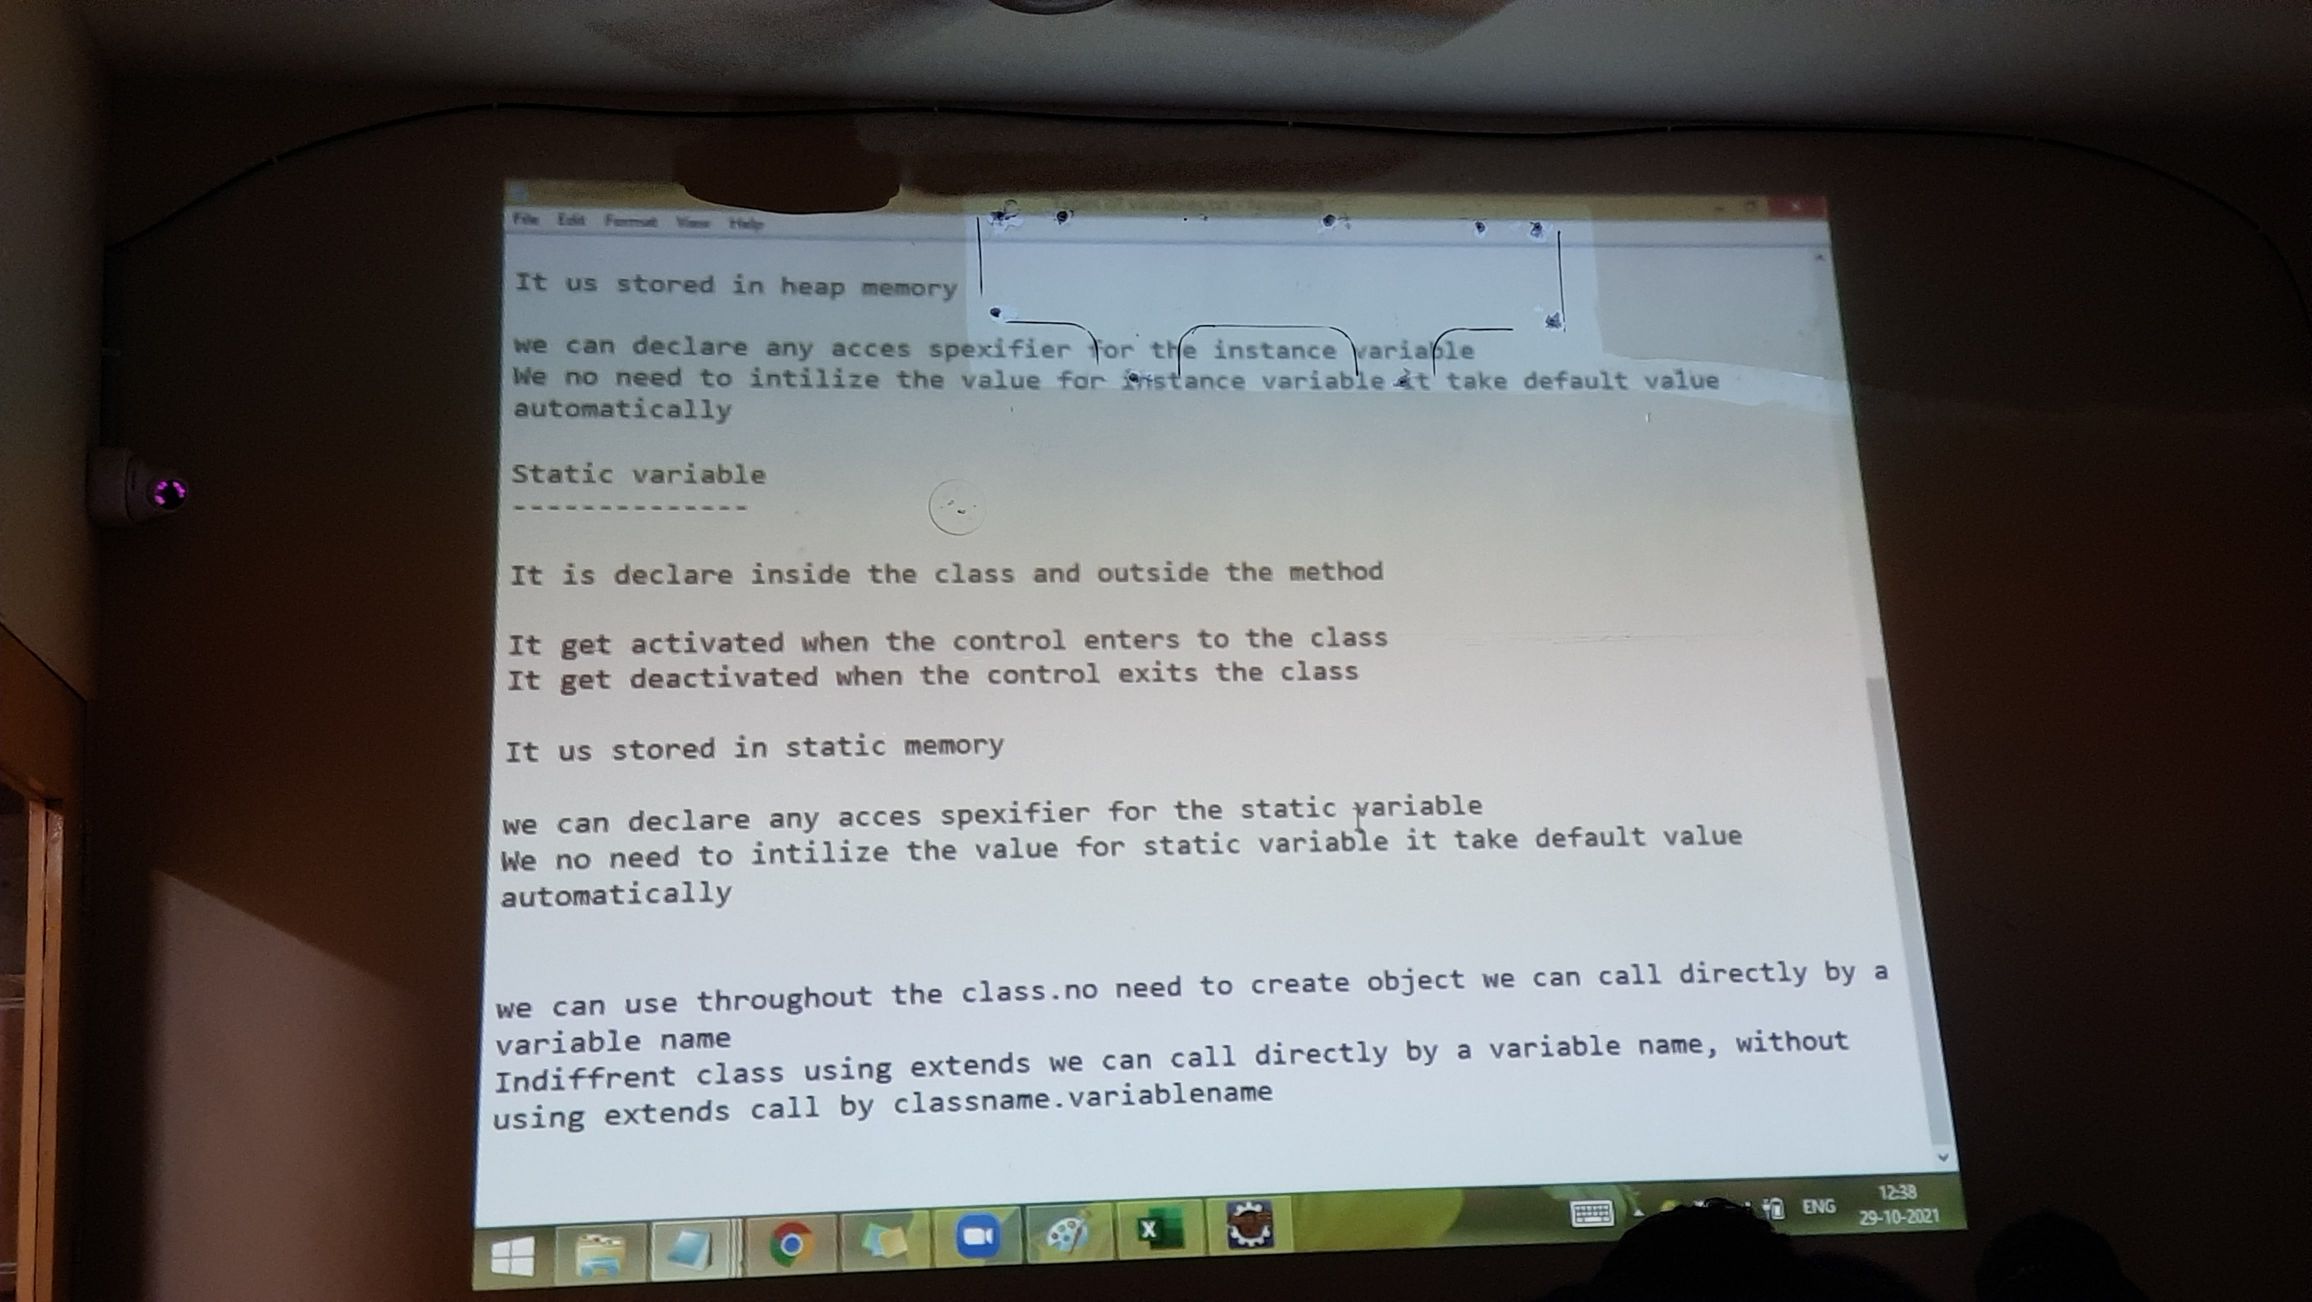 File Edit Format View Help
It us stored in heap memory
we can declare any acces spexifier for the instance variable
We no need to intilize the value for instance variable it take default value
automatically
Static variable
--------------
It is declare inside the class and outside the method
It get activated when the control enters to the class
It get deactivated when the control exits the class
It us stored in static memory
we can declare any acces spexifier for the static variable
We no need to intilize the value for static variable it take default value
automatically
we can use throughout the class.no need to create object we can call directly by a
variable name
Indiffrent class using extends we can call directly by a variable name, without
using extends call by classname.variablename
ENG
12:38
29-10-2021